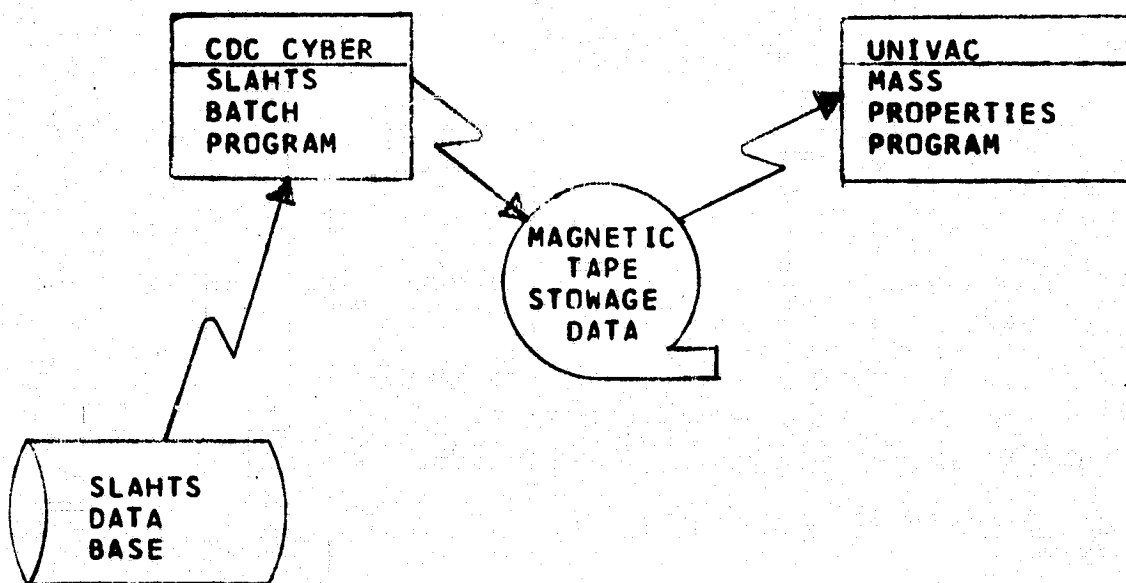 CDC CYBER
SLAHTS
BATCH
PROGRAM
UNIVAC
MASS
PROPERTIES
PROGRAM
MAGNETIC
TAPE
STOWAGE
DATA
SLAHTS
DATA
BASE